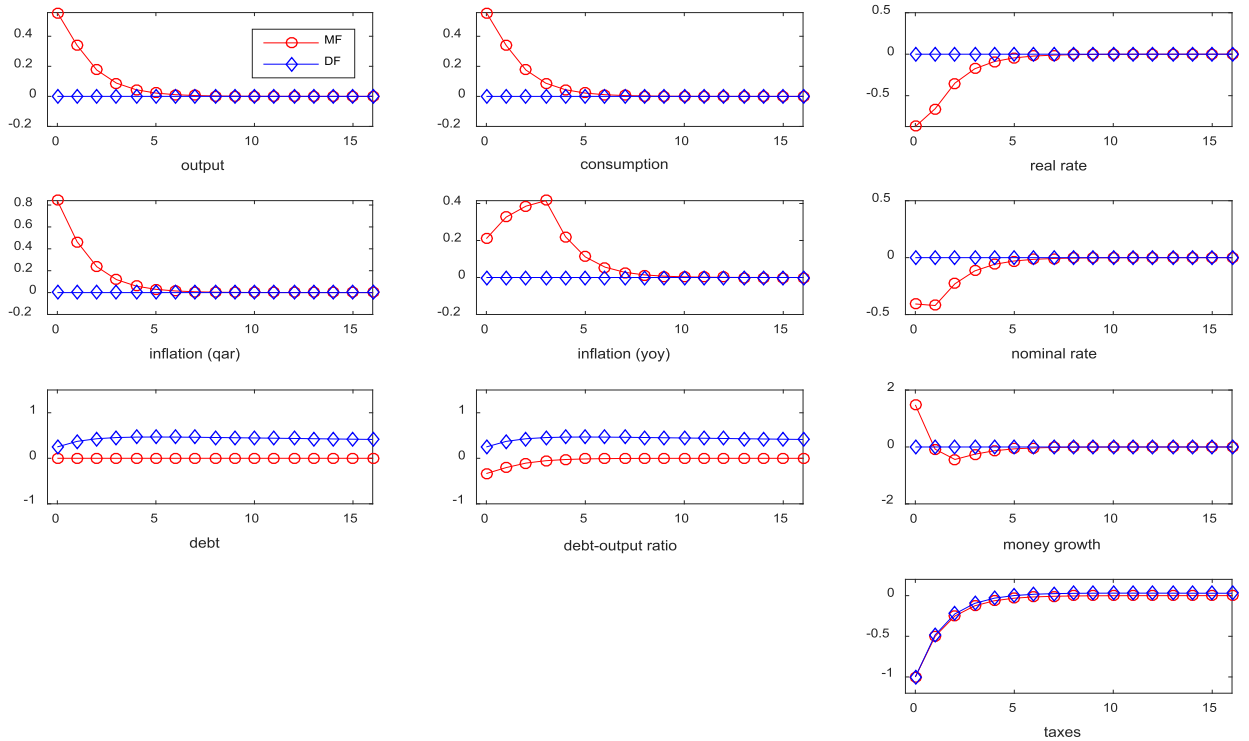 0.4
0.2
0
-0.2
0 5 10 15
output
MF
DF
0.4
0.2
0
-0.2
0 5 10 15
consumption
0.5
0
-0.5
0 5 10 15
real rate
0.8
0.6
0.4
0.2
0
-0.2
0 5 10 15
inflation (qar)
0.4
0.2
0
-0.2
0 5 10 15
inflation (yoy)
0.5
0
-0.5
0 5 10 15
nominal rate
1
0
-1
0 5 10 15
debt
1
0
-1
0 5 10 15
debt-output ratio
2
0
-2
0 5 10 15
money growth
0
-0.5
-1
0 5 10 15
taxes